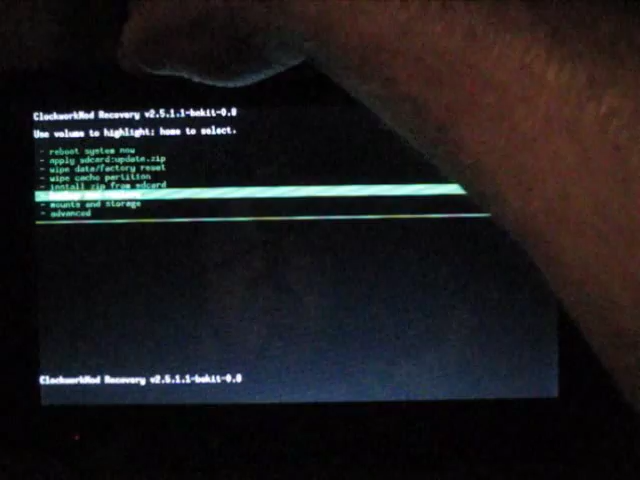 ClockworkMod Recovery v2.5.1.1-bekit-0.8
Use volume to highlight; home to select.
- reboot system now
- apply sdcard:update.zip
- wipe data/factory reset
- wipe cache partition
- install zip from sdcard
- mounts and storage
- advanced
ClockworkMod Recovery v2.5.1.1-bekit-0.8